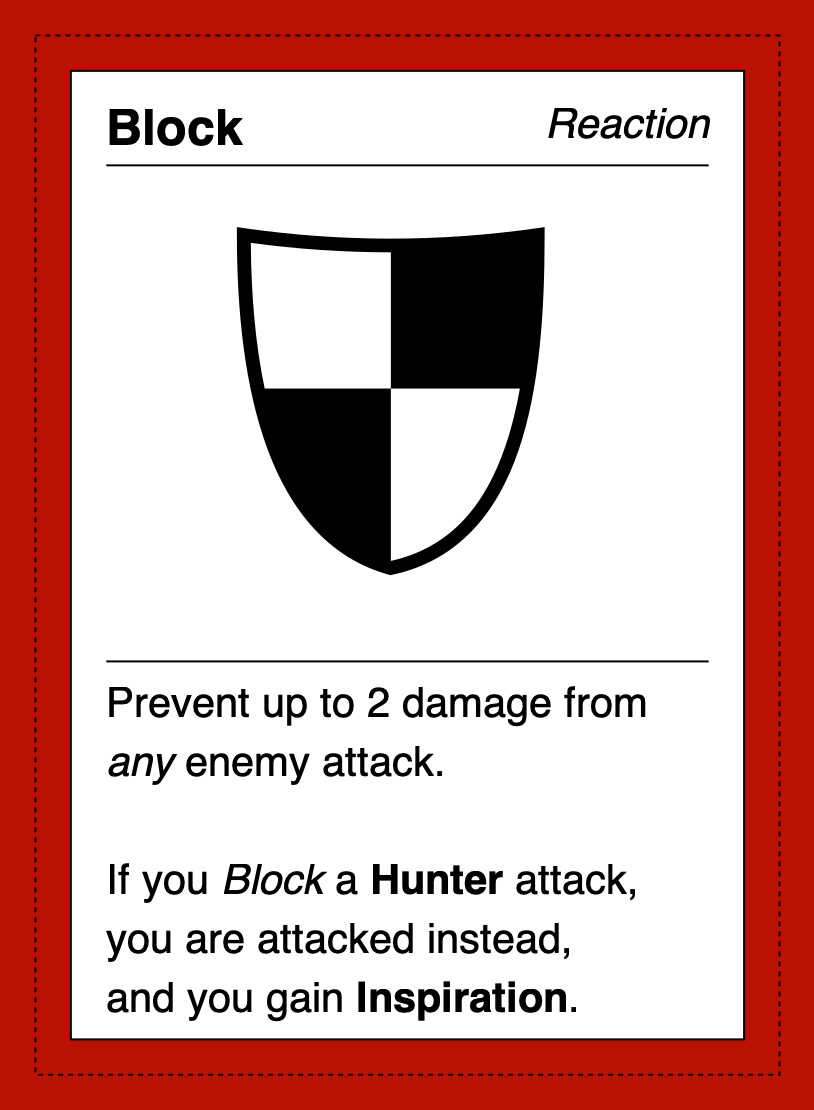 Block
Reaction
Prevent up to 2 damage from
any enemy attack.
If you Block a Hunter attack,
you are attacked instead,
and you gain Inspiration.